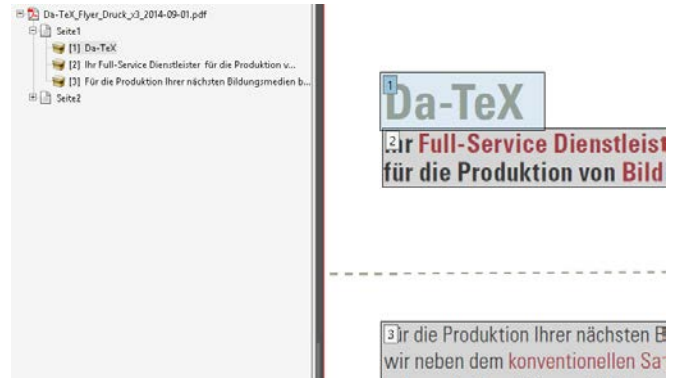 Da-TeX_Flyer_Druck_v3_2014-09-01.pdf
Seite1
[1] Da-TeX
[2] Ihr Full-Service Dienstleister für die Produktion v...
[3] Für die Produktion Ihrer nächsten Bildungsmedien b...
Seite2
1
Da-TeX
2
Full-Service Dienstleist
für die Produktion von Bild
3
die Produktion Ihrer nächsten B
wir neben dem konventionellen Sa